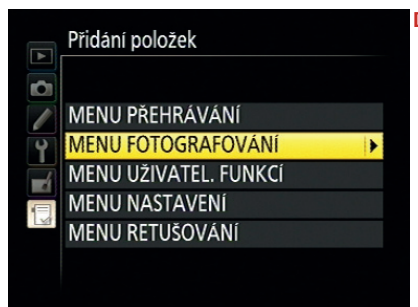 Přidání položek
MENU PŘEHRÁVÁNÍ
MENU FOTOGRAFOVÁNÍ
MENU UŽIVATEL. FUNKCÍ
MENU NASTAVENÍ
MENU RETUŠOVÁNÍ